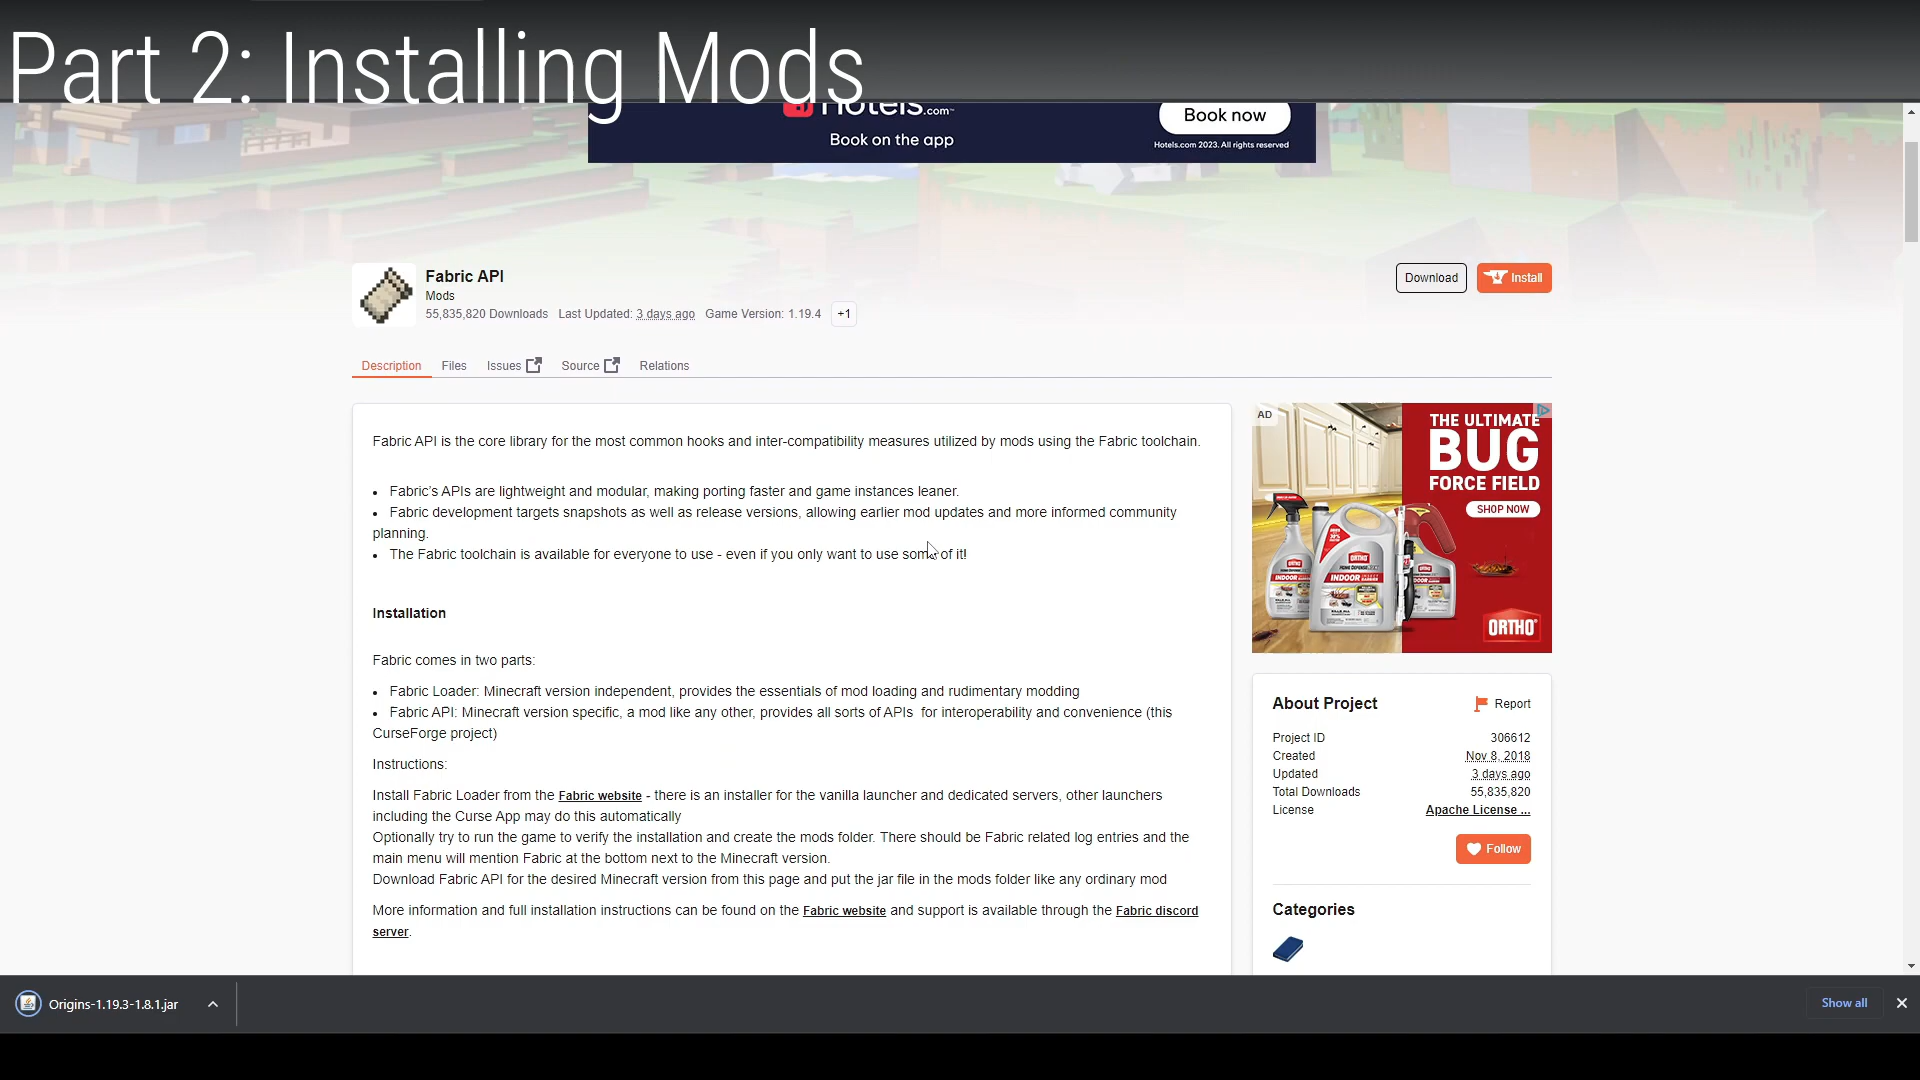 Part 2: Installing Mods
Hotels.com
Book on the app
Book now
Hotels.com 2023. All rights reserved
Fabric API
Mods
55,835,820 Downloads Last Updated: 3 days ago Game Version: 1.19.4 +1
Download Install
Description Files Issues Source Relations
Fabric API is the core library for the most common hooks and inter-compatibility measures utilized by mods using the Fabric toolchain.
• Fabric's APIs are lightweight and modular, making porting faster and game instances leaner.
• Fabric development targets snapshots as well as release versions, allowing earlier mod updates and more informed community
planning.
• The Fabric toolchain is available for everyone to use - even if you only want to use some of it!
Installation
Fabric comes in two parts:
• Fabric Loader: Minecraft version independent, provides the essentials of mod loading and rudimentary modding
• Fabric API: Minecraft version specific, a mod like any other, provides all sorts of APIs for interoperability and convenience (this
CurseForge project)
Instructions:
Install Fabric Loader from the Fabric website - there is an installer for the vanilla launcher and dedicated servers, other launchers
including the Curse App may do this automatically
Optionally try to run the game to verify the installation and create the mods folder. There should be Fabric related log entries and the
main menu will mention Fabric at the bottom next to the Minecraft version.
Download Fabric API for the desired Minecraft version from this page and put the jar file in the mods folder like any ordinary mod
More information and full installation instructions can be found on the Fabric website and support is available through the Fabric discord
server.
AD
THE ULTIMATE
BUG
FORCE FIELD
SHOP NOW
ORTHO
INDOOR
ORTHO
About Project Report
Project ID 306612
Created Nov 8, 2018
Updated 3 days ago
Total Downloads 55,835,820
License Apache License ...
Follow
Categories
Origins-1.19.3-1.8.1.jar
Show all